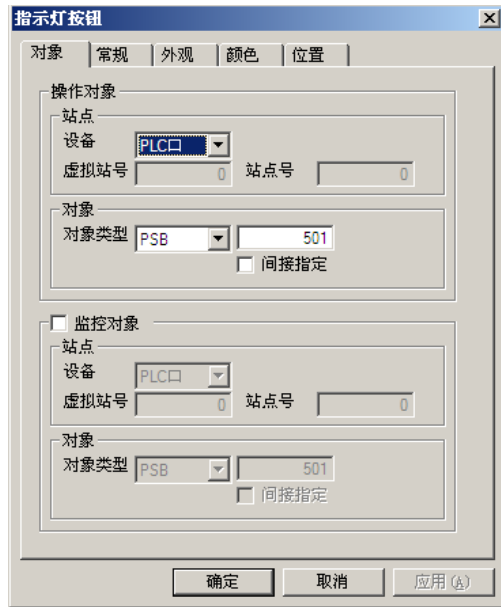 指示灯按钮
对象 常规 外观 颜色 位置
操作对象
站点
设备 PLC口
虚拟站号 0 站点号 0
对象
对象类型 PSB 501
间接指定
监控对象
站点
设备 PLC口
虚拟站号 0 站点号 0
对象
对象类型 PSB 501
间接指定
确定 取消 应用(A)